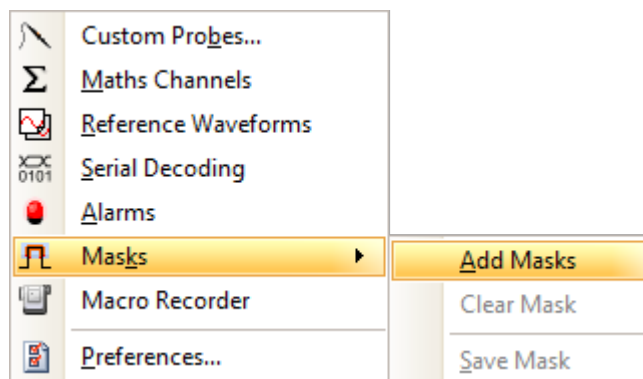 Custom Probes...
Σ Maths Channels
Reference Waveforms
0101 Serial Decoding
Alarms
Masks
Add Masks
Macro Recorder
Clear Mask
Preferences...
Save Mask